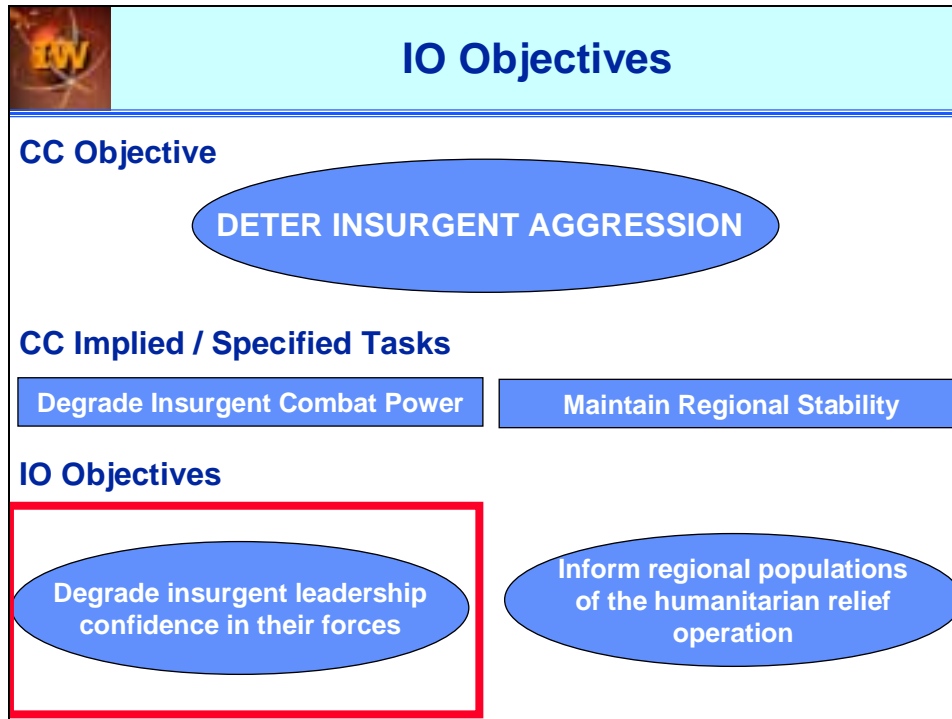 IW
IO Objectives
CC Objective
DETER INSURGENT AGGRESSION
CC Implied / Specified Tasks
Degrade Insurgent Combat Power
Maintain Regional Stability
IO Objectives
Degrade insurgent leadership
confidence in their forces
Inform regional populations
of the humanitarian relief
operation